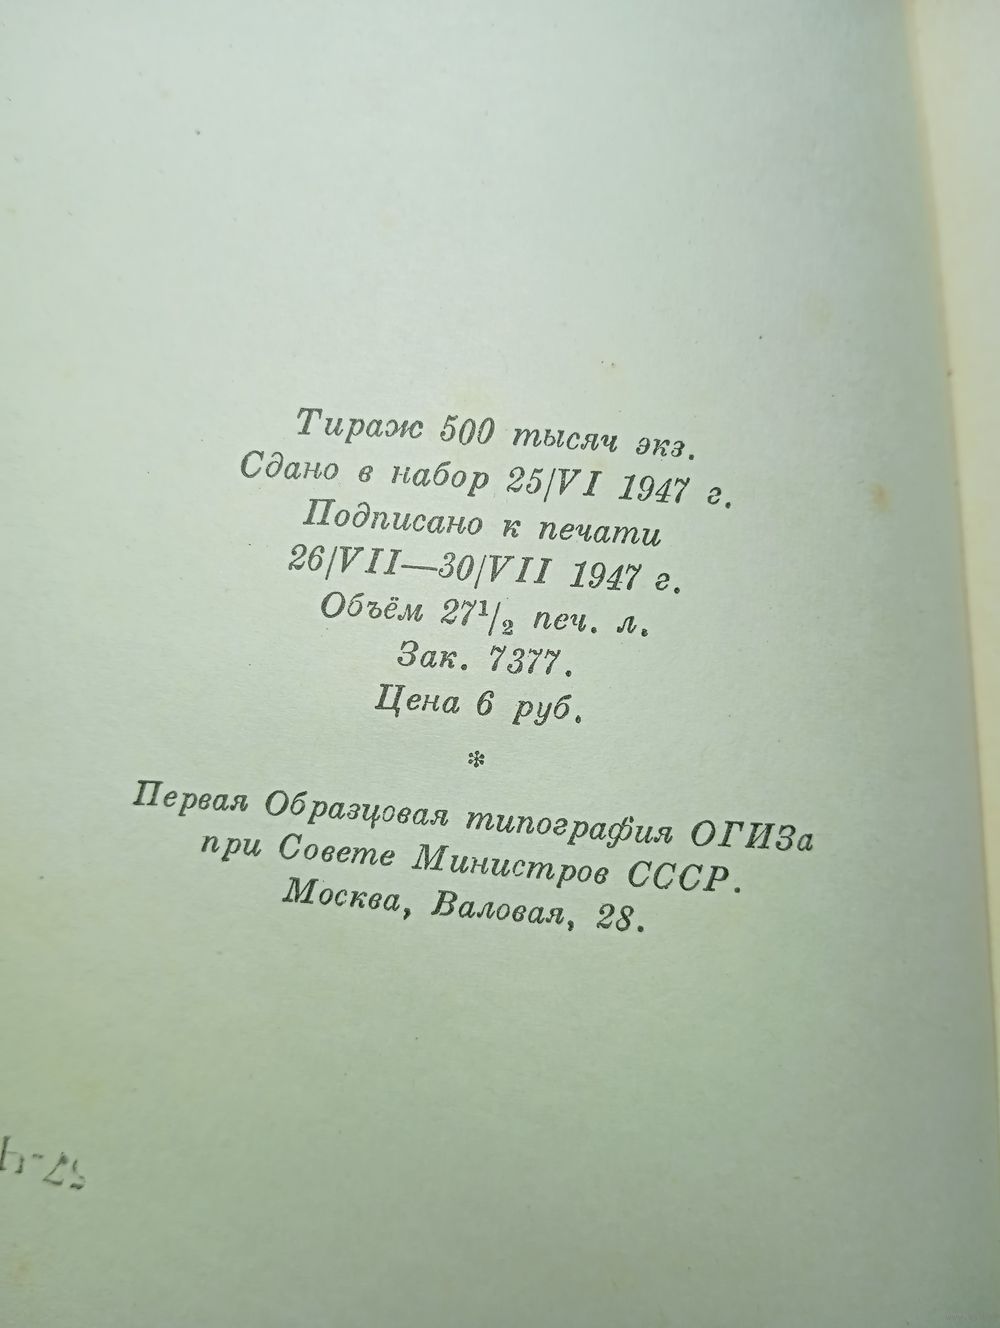 Тираж 500 тысяч экз.
Сдано в набор 25/VI 1947 г.
Подписано к печати
26/VII—30/VII 1947 г.
Объём 27¹/₂ печ. л.
Зак. 7377.
Цена 6 руб.
*
Первая Образцовая типография ОГИЗа
при Совете Министров СССР.
Москва, Валовая, 28.